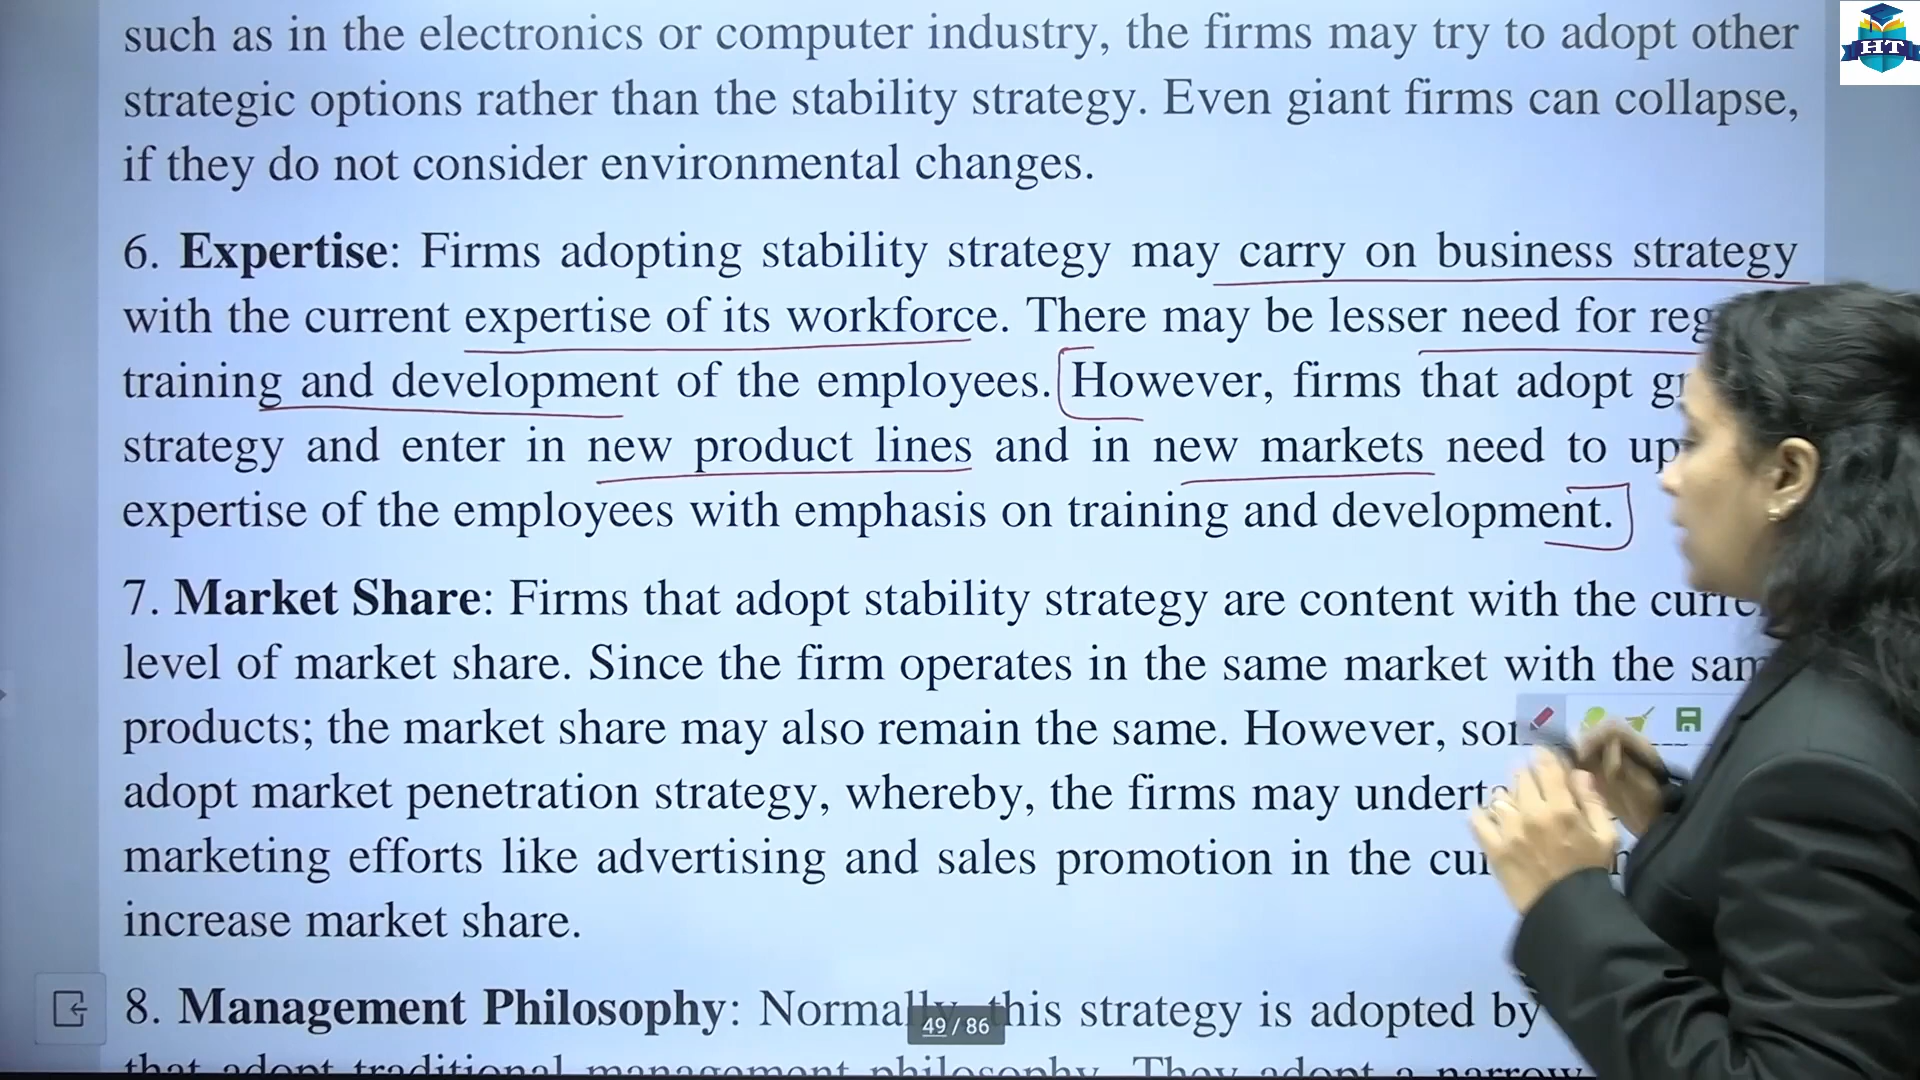 such as in the electronics or computer industry, the firms may try to adopt other
strategic options rather than the stability strategy. Even giant firms can collapse,
if they do not consider environmental changes.
6. Expertise: Firms adopting stability strategy may carry on business strategy
with the current expertise of its workforce. There may be lesser need for reg
training and development of the employees. However, firms that adopt
strategy and enter in new product lines and in new markets need to up
expertise of the employees with emphasis on training and development.
7. Market Share: Firms that adopt stability strategy are content with the
level of market share. Since the firm operates in the same market with the
products; the market share may also remain the same. However,
adopt market penetration strategy, whereby, the firms may
marketing efforts like advertising and sales promotion in the
increase market share.
8. Management Philosophy: Normally, this strategy is adopted by
that adopt traditional management philosophy. They adopt a narrow
49 / 86
HT